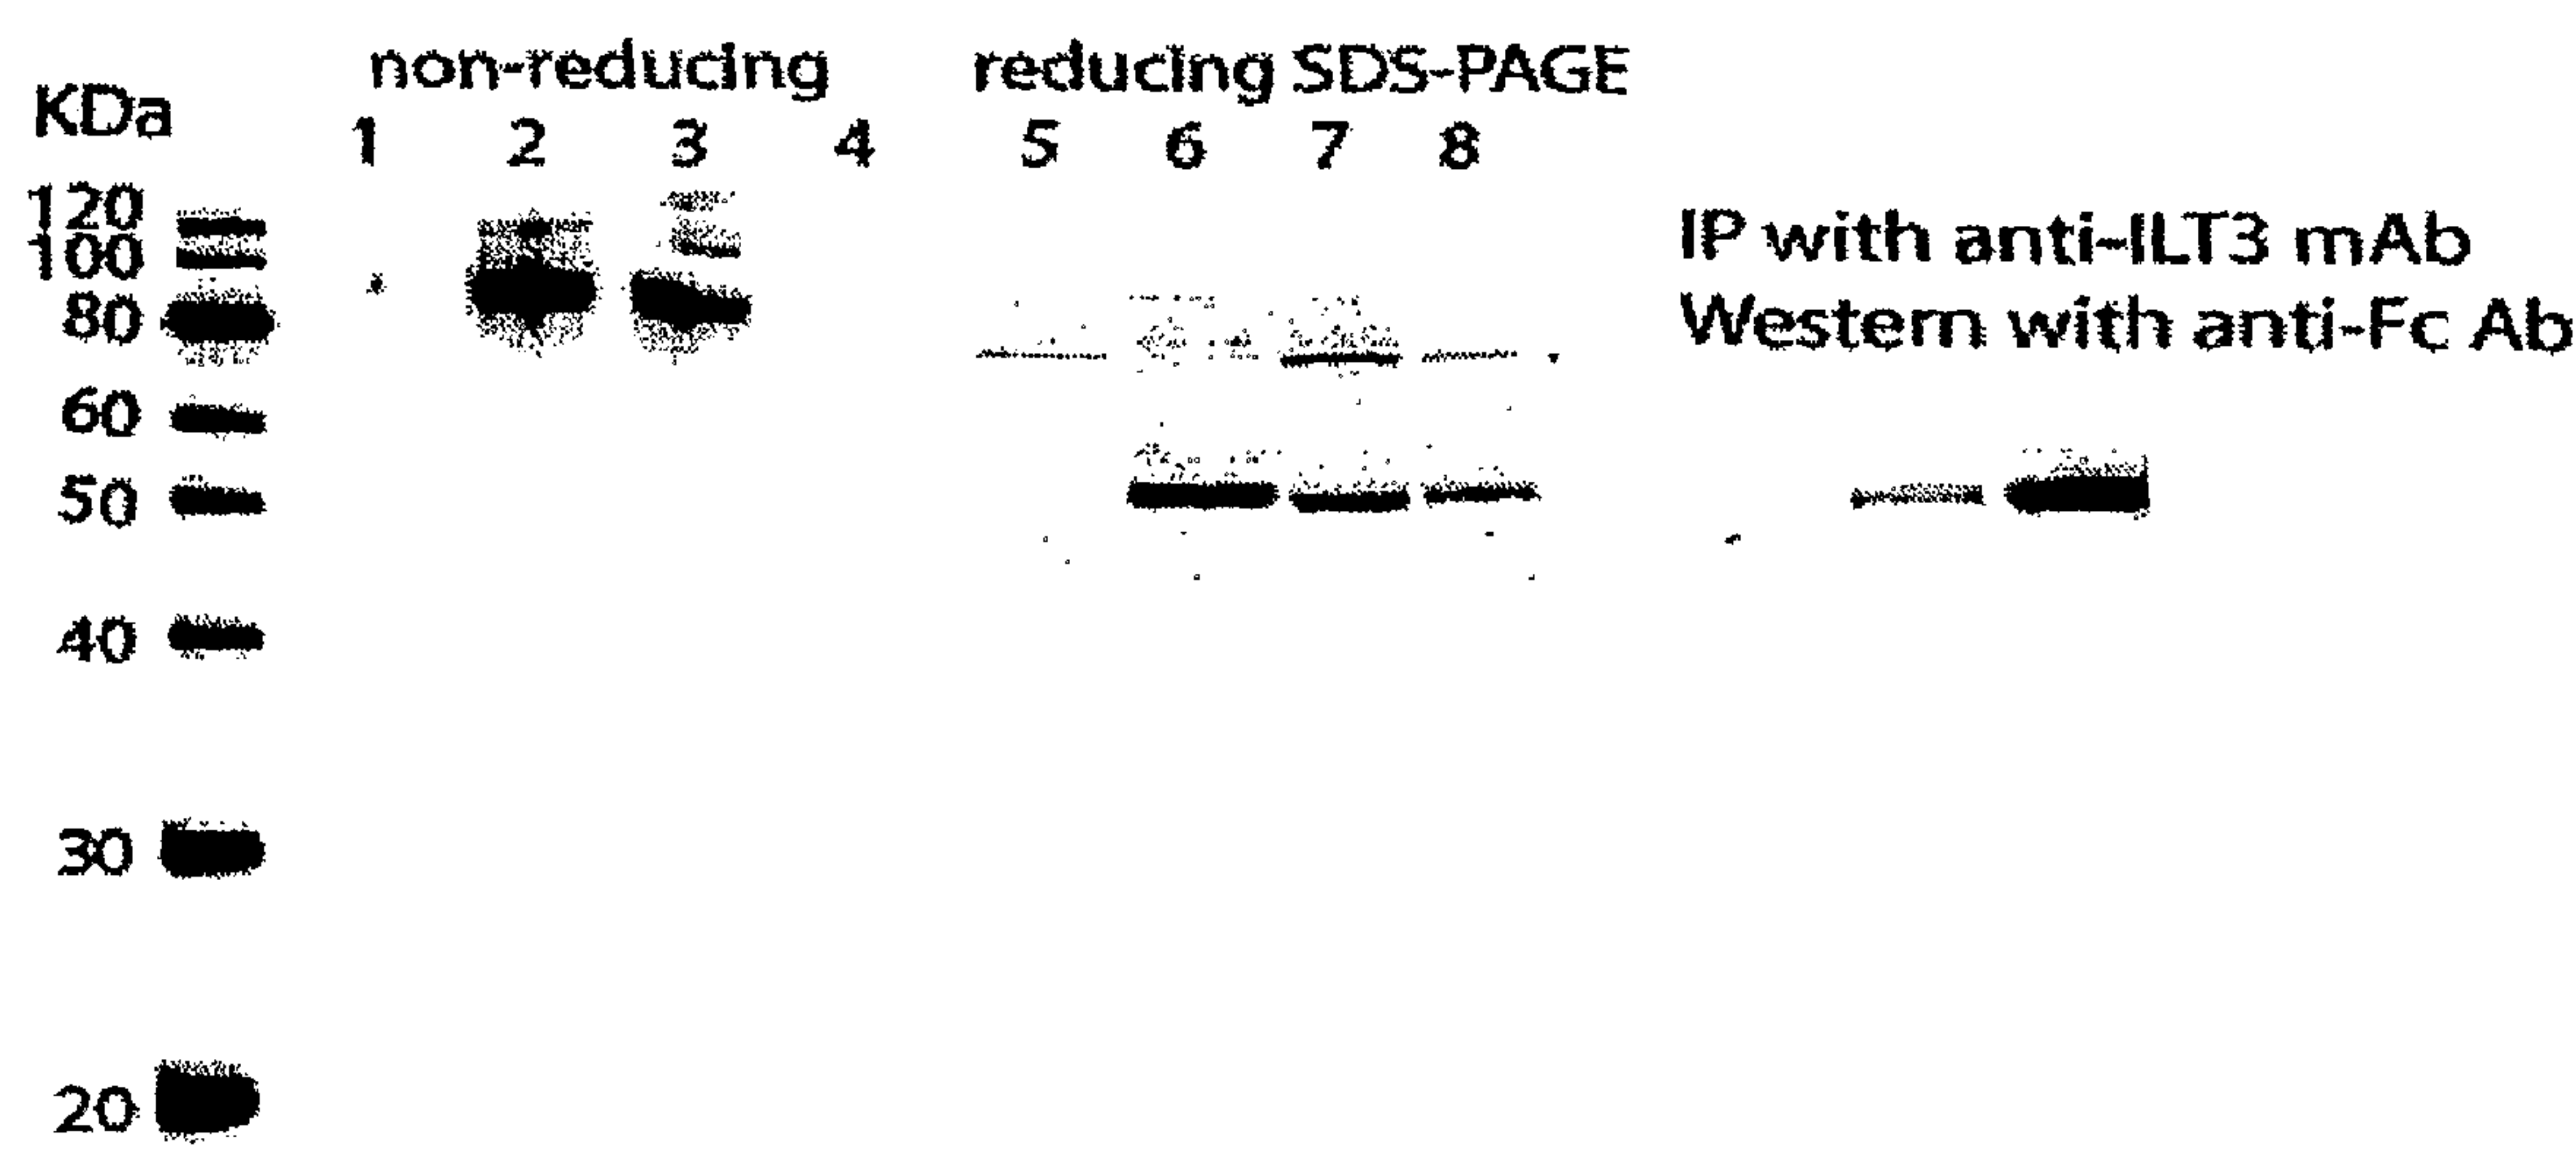 non-reducing reducing SDS-PAGE
KDa
1 2 3 4 5 6 7 8
120
100
80
60
50
40
30
20
IP with anti-ILT3 mAb
Western with anti-Fc Ab